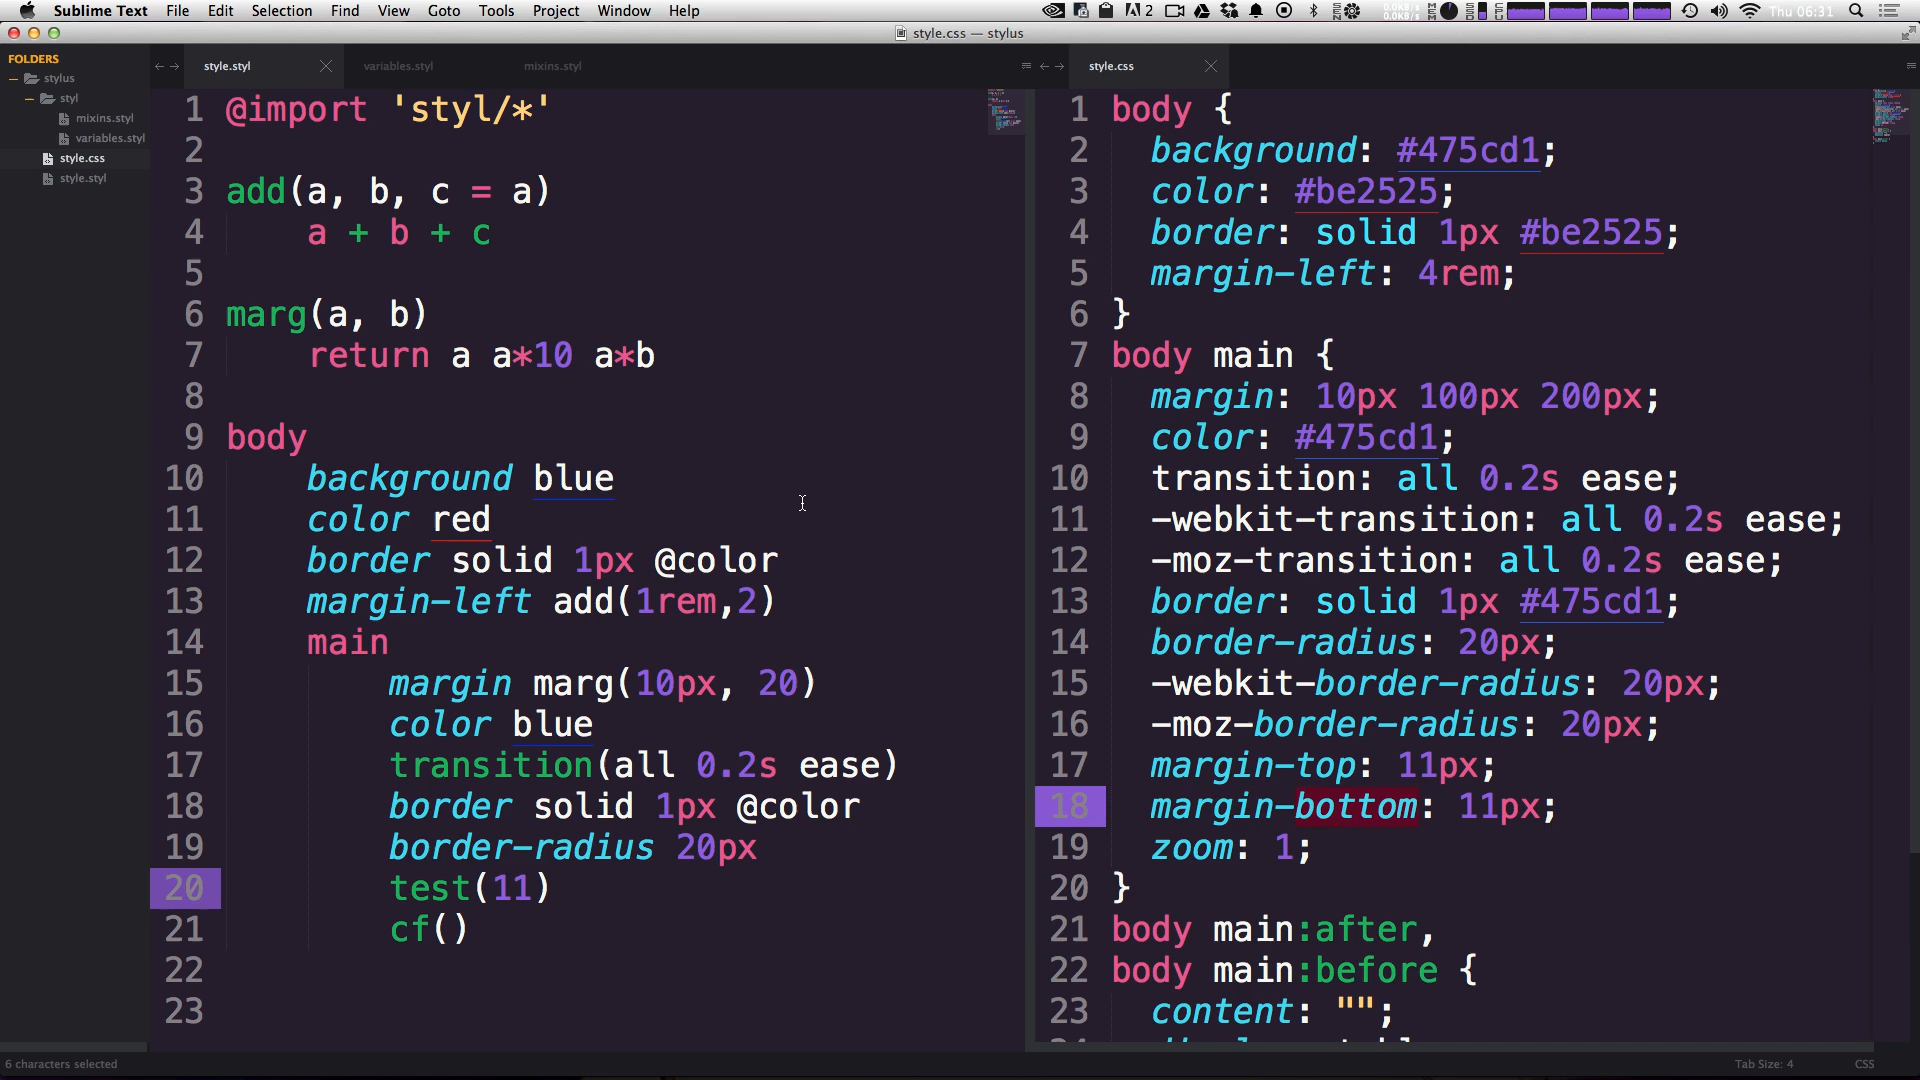 Sublime Text File Edit Selection Find View Goto Tools Project Window Help
2
0.0KB/s
0.0KB/s
Thu 06:31
style.css — stylus
FOLDERS
stylus
styl
mixins.styl
variables.styl
style.css
style.styl
style.styl variables.styl mixins.styl
1 @import 'styl/*'
2
3 add(a, b, c = a)
4 a + b + c
5
6 marg(a, b)
7 return a a*10 a*b
8
9 body
10 background blue
11 color red
12 border solid 1px @color
13 margin-left add(1rem,2)
14 main
15 margin marg(10px, 20)
16 color blue
17 transition(all 0.2s ease)
18 border solid 1px @color
19 border-radius 20px
20 test(11)
21 cf()
22
23
style.css
1 body {
2 background: #475cd1;
3 color: #be2525;
4 border: solid 1px #be2525;
5 margin-left: 4rem;
6 }
7 body main {
8 margin: 10px 100px 200px;
9 color: #475cd1;
10 transition: all 0.2s ease;
11 -webkit-transition: all 0.2s ease;
12 -moz-transition: all 0.2s ease;
13 border: solid 1px #475cd1;
14 border-radius: 20px;
15 -webkit-border-radius: 20px;
16 -moz-border-radius: 20px;
17 margin-top: 11px;
18 margin-bottom: 11px;
19 zoom: 1;
20 }
21 body main:after,
22 body main:before {
23 content: "";
6 characters selected
Tab Size: 4 CSS